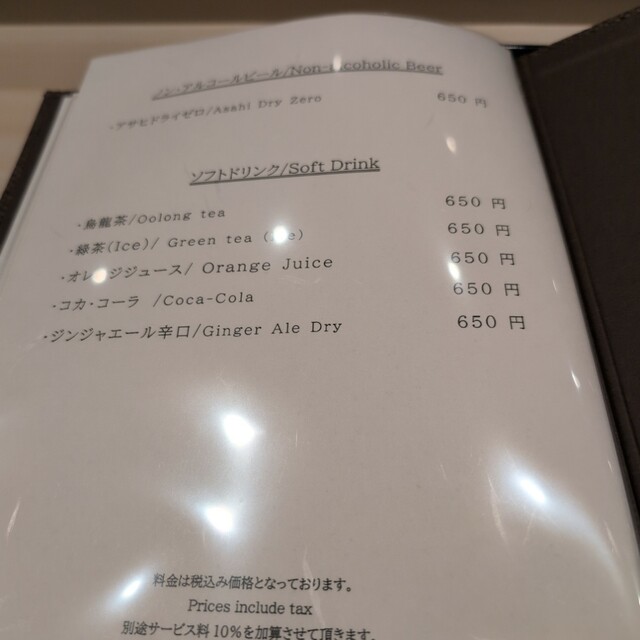 ノンアルコールビール/Non- coholic Beer
・アサヒドライゼロ/Asahi Dry Zero 650 円
ソフトドリンク/Soft Drink
・烏龍茶/Oolong tea 650 円
・緑茶(Ice)/ Green tea ( e) 650 円
・オレ ジジュース/ Orange Juice 650 円
・コカ・コーラ /Coca-Cola 650 円
・ジンジャエール辛口/Ginger Ale Dry 650 円
料金は税込み価格となっております。
Prices include tax
別途サービス料10%を加算させて頂きます。